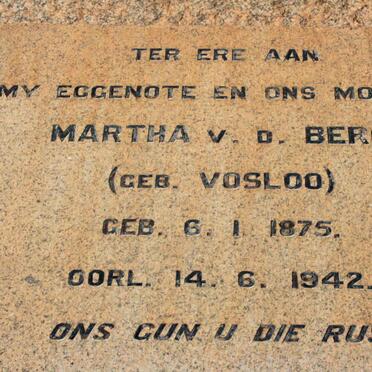 TER ERE AAN
MY EGGENOTE EN ONS MO
MARTHA V. D. BERG
(GEB. VOSLOO)
GEB. 6. 1 1875.
OORL. 14. 6. 1942.
ONS GUN U DIE RUS